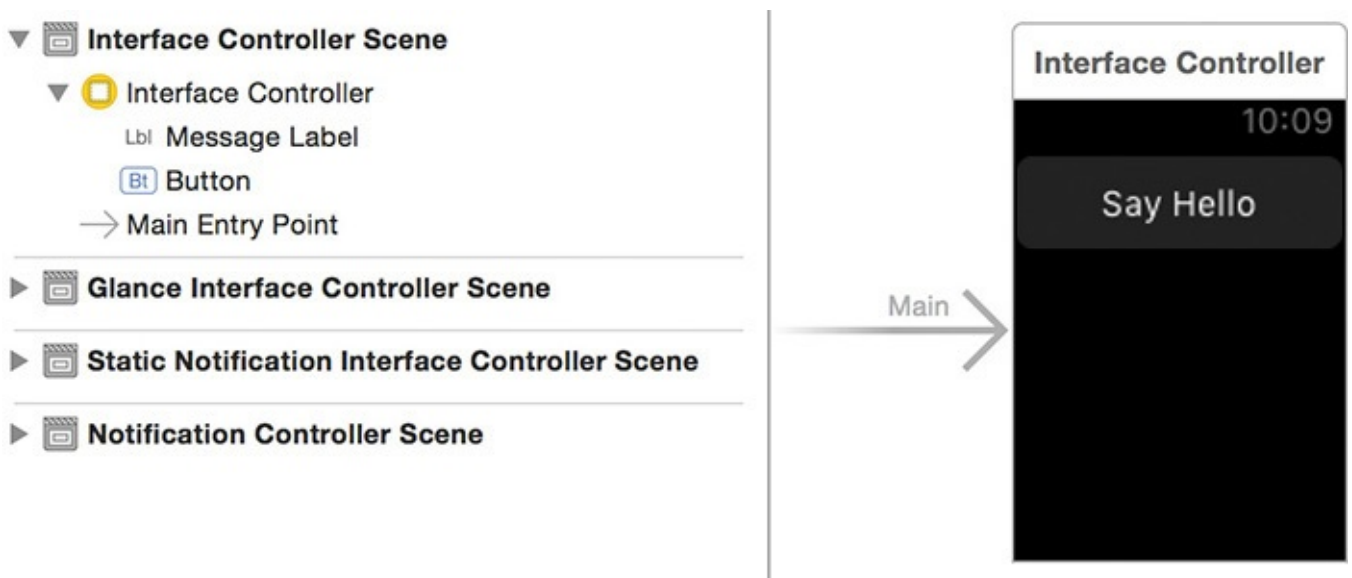 Interface Controller Scene
Interface Controller
Lbl Message Label
Bt Button
Main Entry Point
Glance Interface Controller Scene
Static Notification Interface Controller Scene
Notification Controller Scene
Main
Interface Controller
10:09
Say Hello